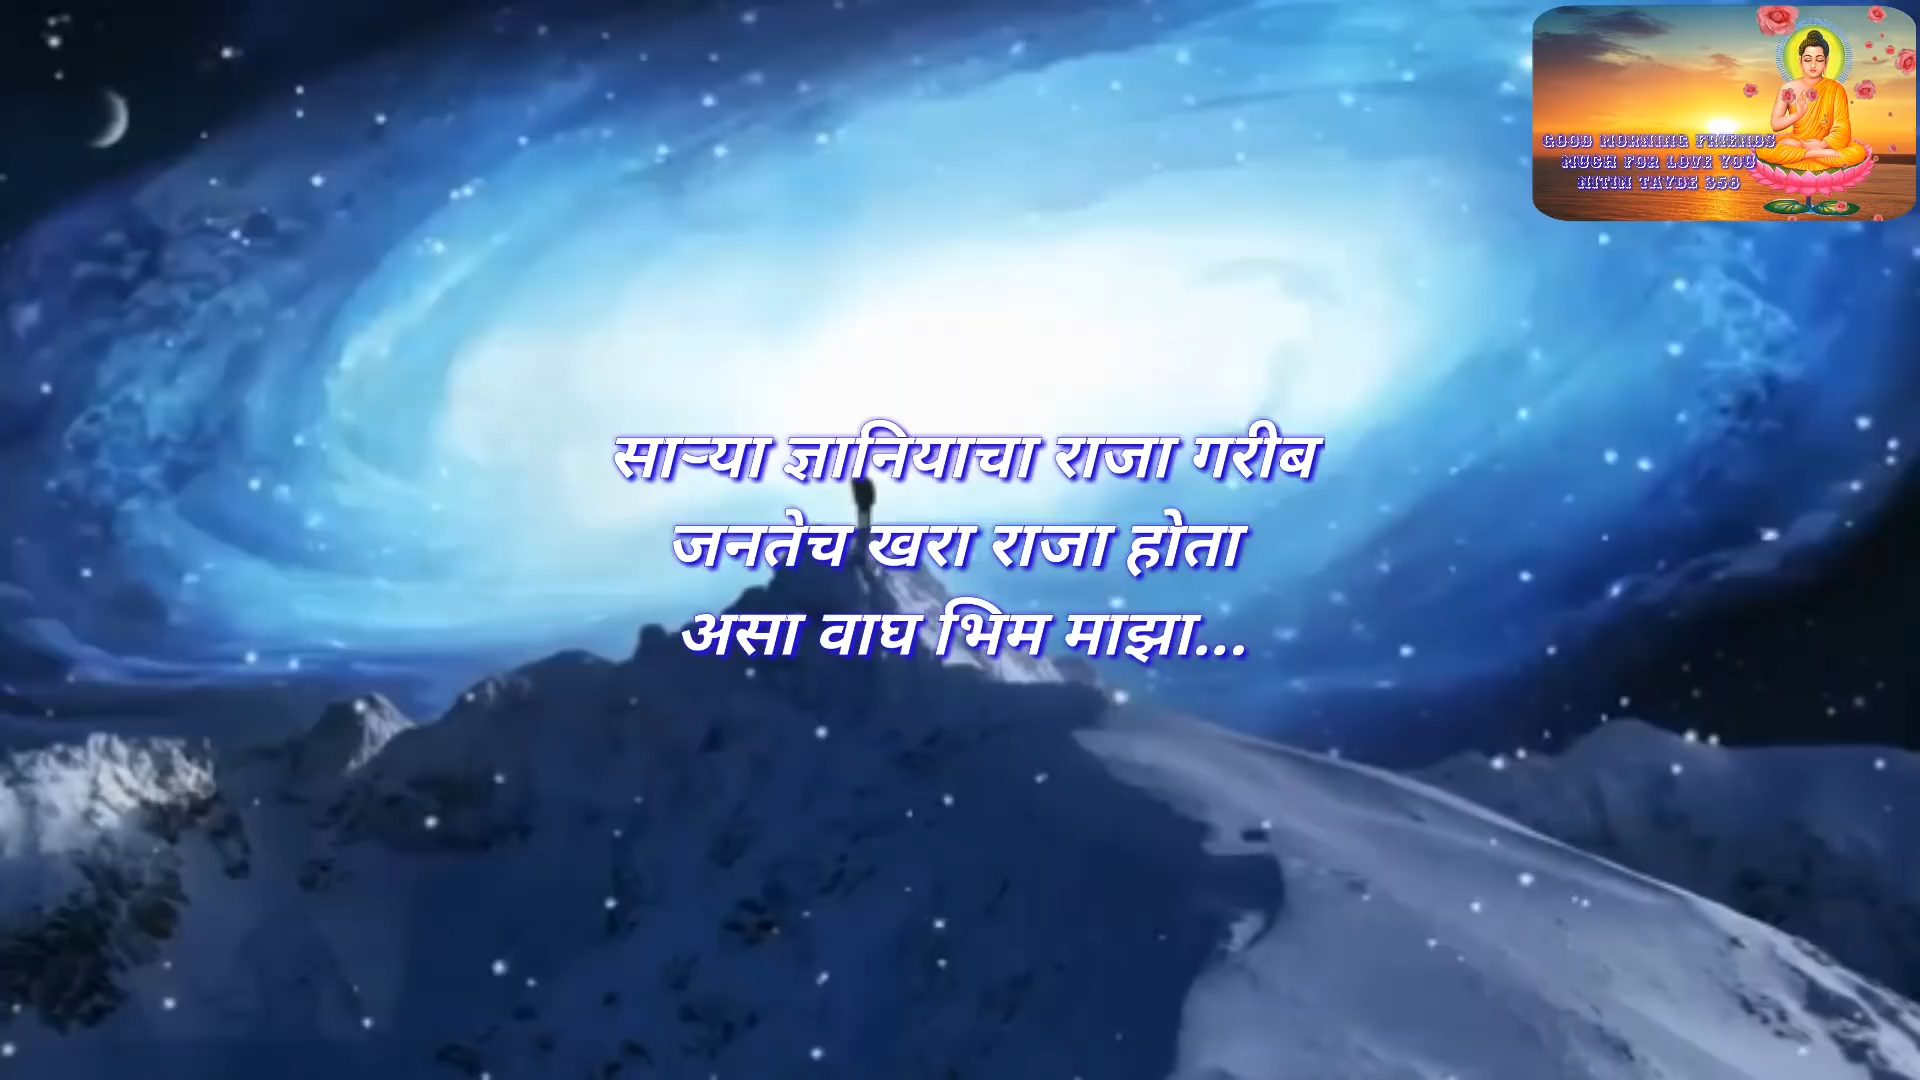 साऱ्या ज्ञानियाचा राजा गरीब
जनतेच खरा राजा होता
असा वाघ भिम माझा...
GOOD MORNING FRIENDS
MUCH FOR LOVE YOU
NITIN TAYDE 358